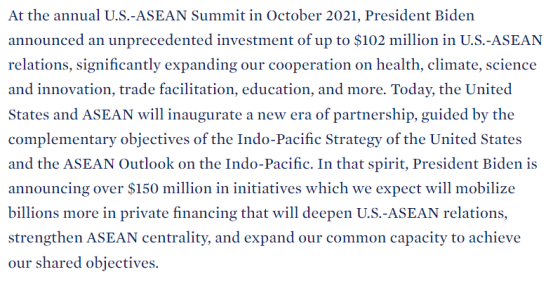 At the annual U.S.-ASEAN Summit in October 2021, President Biden
announced an unprecedented investment of up to $102 million in U.S.-ASEAN
relations, significantly expanding our cooperation on health, climate, science
and innovation, trade facilitation, education, and more. Today, the United
States and ASEAN will inaugurate a new era of partnership, guided by the
complementary objectives of the Indo-Pacific Strategy of the United States
and the ASEAN Outlook on the Indo-Pacific. In that spirit, President Biden is
announcing over $150 million in initiatives which we expect will mobilize
billions more in private financing that will deepen U.S.-ASEAN relations,
strengthen ASEAN centrality, and expand our common capacity to achieve
our shared objectives.